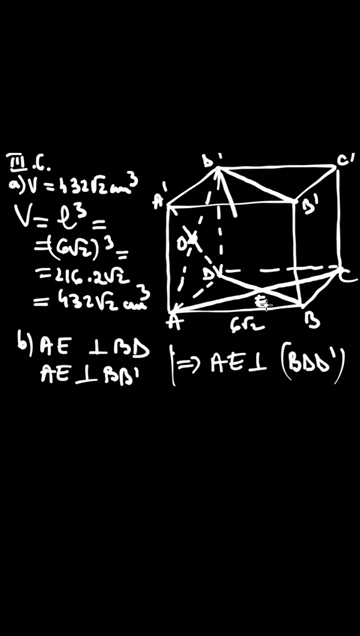 III.C.
a) V = 432√2 cm³
V = l³ =
= (6√2)³ =
= 216.2√2
= 432√2 cm³
b) AE ⊥ BD
AE ⊥ BB' | => AE ⊥ (BDD')
D'
C'
A'
B'
O
D
C
E
A
6√2
B